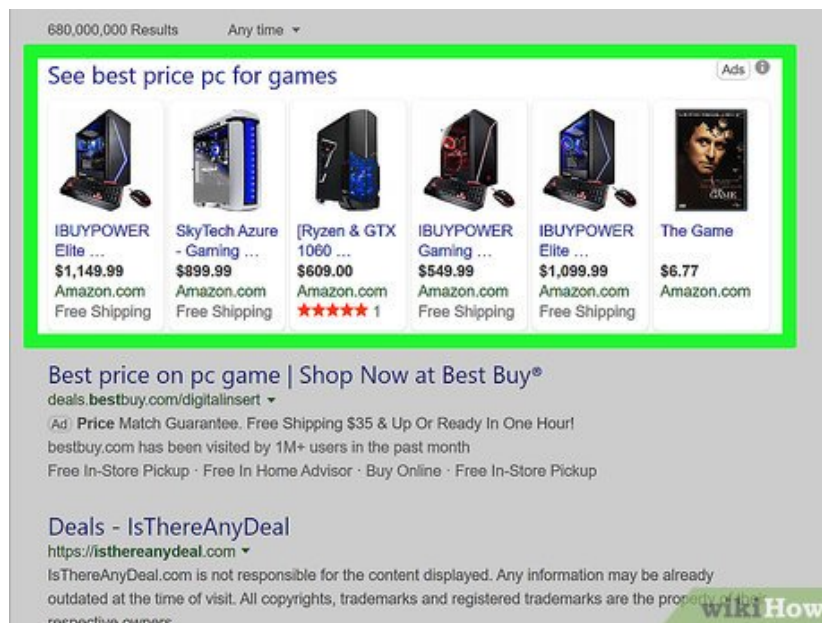 680,000,000 Results Any time
See best price pc for games Ads
IBUYPOWER Elite ...
$1,149.99
Amazon.com
Free Shipping
SkyTech Azure - Gaming ...
$899.99
Amazon.com
Free Shipping
[Ryzen & GTX 1060 ...
$609.00
Amazon.com
1
IBUYPOWER Gaming ...
$549.99
Amazon.com
Free Shipping
IBUYPOWER Elite ...
$1,099.99
Amazon.com
Free Shipping
THE GAME
The Game
$6.77
Amazon.com
Best price on pc game | Shop Now at Best Buy®
deals.bestbuy.com/digitalinsert
Ad Price Match Guarantee. Free Shipping $35 & Up Or Ready In One Hour!
bestbuy.com has been visited by 1M+ users in the past month
Free In-Store Pickup · Free In Home Advisor · Buy Online · Free In-Store Pickup
Deals - IsThereAnyDeal
https://isthereanydeal.com
IsThereAnyDeal.com is not responsible for the content displayed. Any information may be already
outdated at the time of visit. All copyrights, trademarks and registered trademarks are the property of their
respective owners.
wikiHow